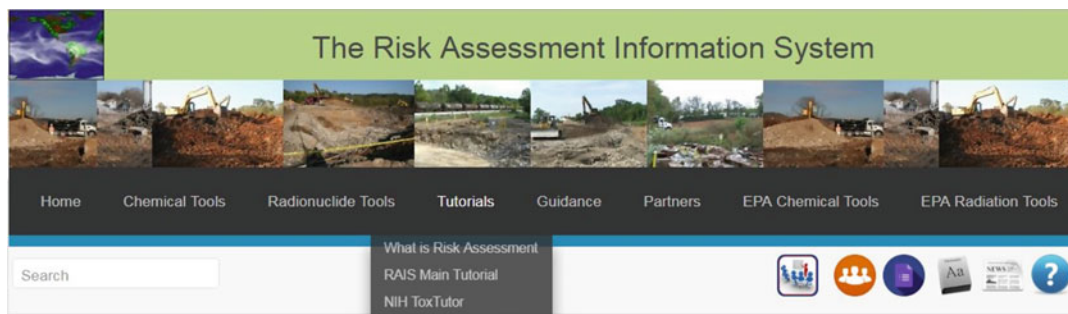 The Risk Assessment Information System
Home Chemical Tools Radionuclide Tools Tutorials Guidance Partners EPA Chemical Tools EPA Radiation Tools
What is Risk Assessment
Search
RAIS Main Tutorial
NIH ToxTutor
Aa
NEWS
?